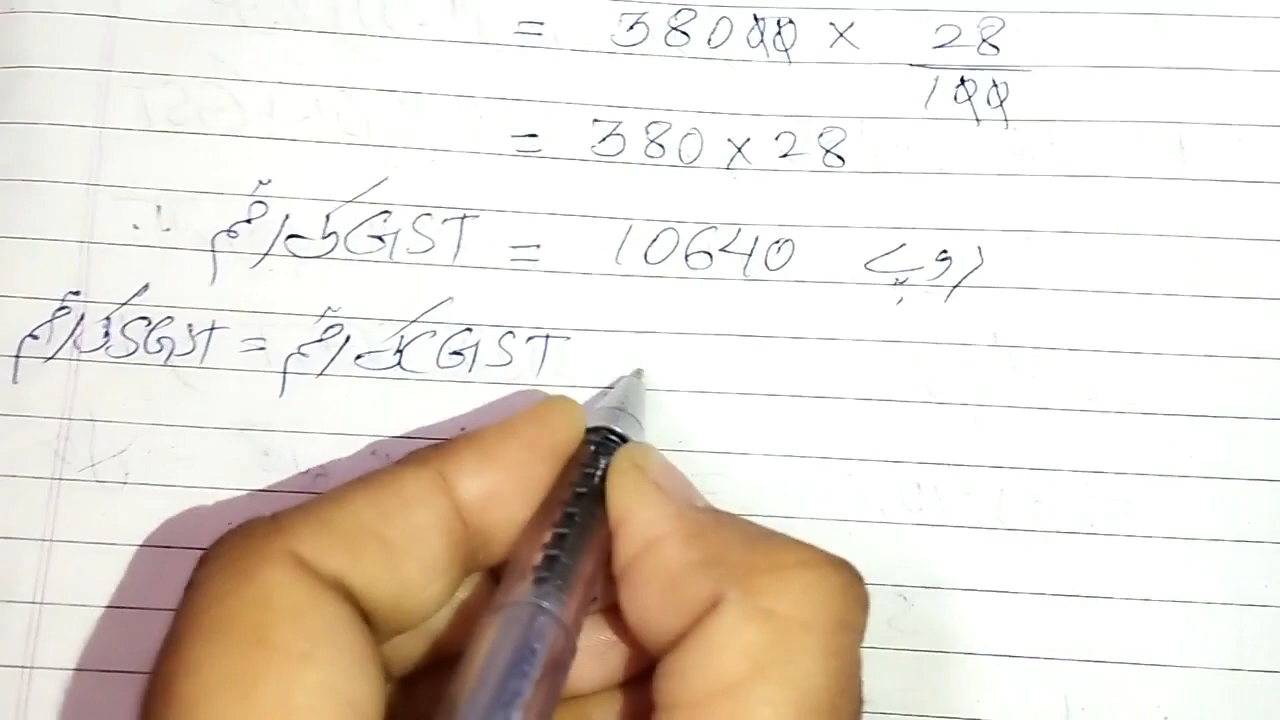 = 38000 × 28/100
= 380 × 28
∴ GST کی رقم = 10640 روپے
SGST کی رقم = CGST کی رقم